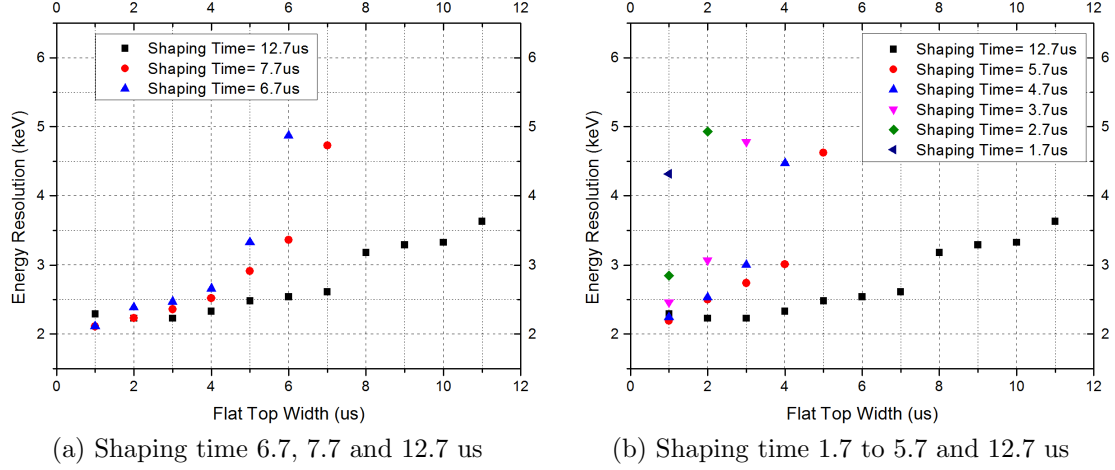 0 2 4 6 8 10 12
6 6
5 5
4 4
3 3
2 2
0 2 4 6 8 10 12
Energy Resolution (keV)
Flat Top Width (us)
Shaping Time= 12.7us
Shaping Time= 7.7us
Shaping Time= 6.7us
(a) Shaping time 6.7, 7.7 and 12.7 us
0 2 4 6 8 10 12
6 6
5 5
4 4
3 3
2 2
0 2 4 6 8 10 12
Energy Resolution (keV)
Flat Top Width (us)
Shaping Time= 12.7us
Shaping Time= 5.7us
Shaping Time= 4.7us
Shaping Time= 3.7us
Shaping Time= 2.7us
Shaping Time= 1.7us
(b) Shaping time 1.7 to 5.7 and 12.7 us